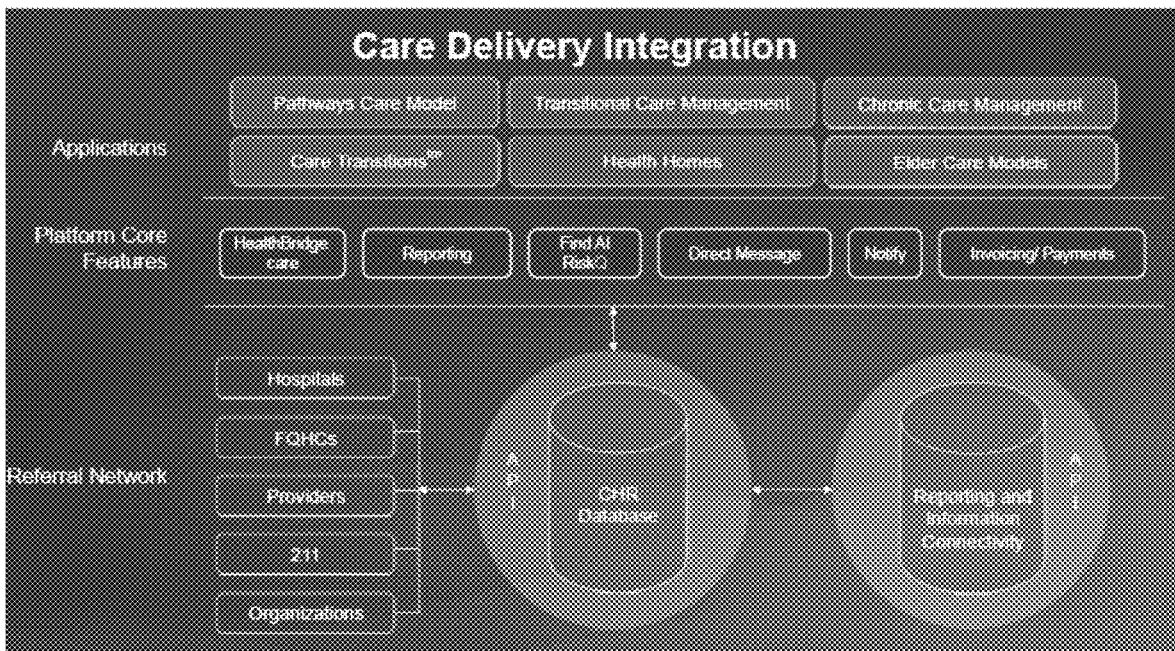 Care Delivery Integration
Applications
Pathways Care Model
Transitional Care Management
Chronic Care Management
Care Transitions™
Health Homes
Elder Care Models
Platform Core
Features
HealthBridge
care
Reporting
Find AI
RiskQ
Direct Message
Notify
Invoicing/ Payments
Referral Network
Hospitals
FQHCs
Providers
211
Organizations
A
P
I
CHR
Database
Reporting and
Information
Connectivity
A
P
I